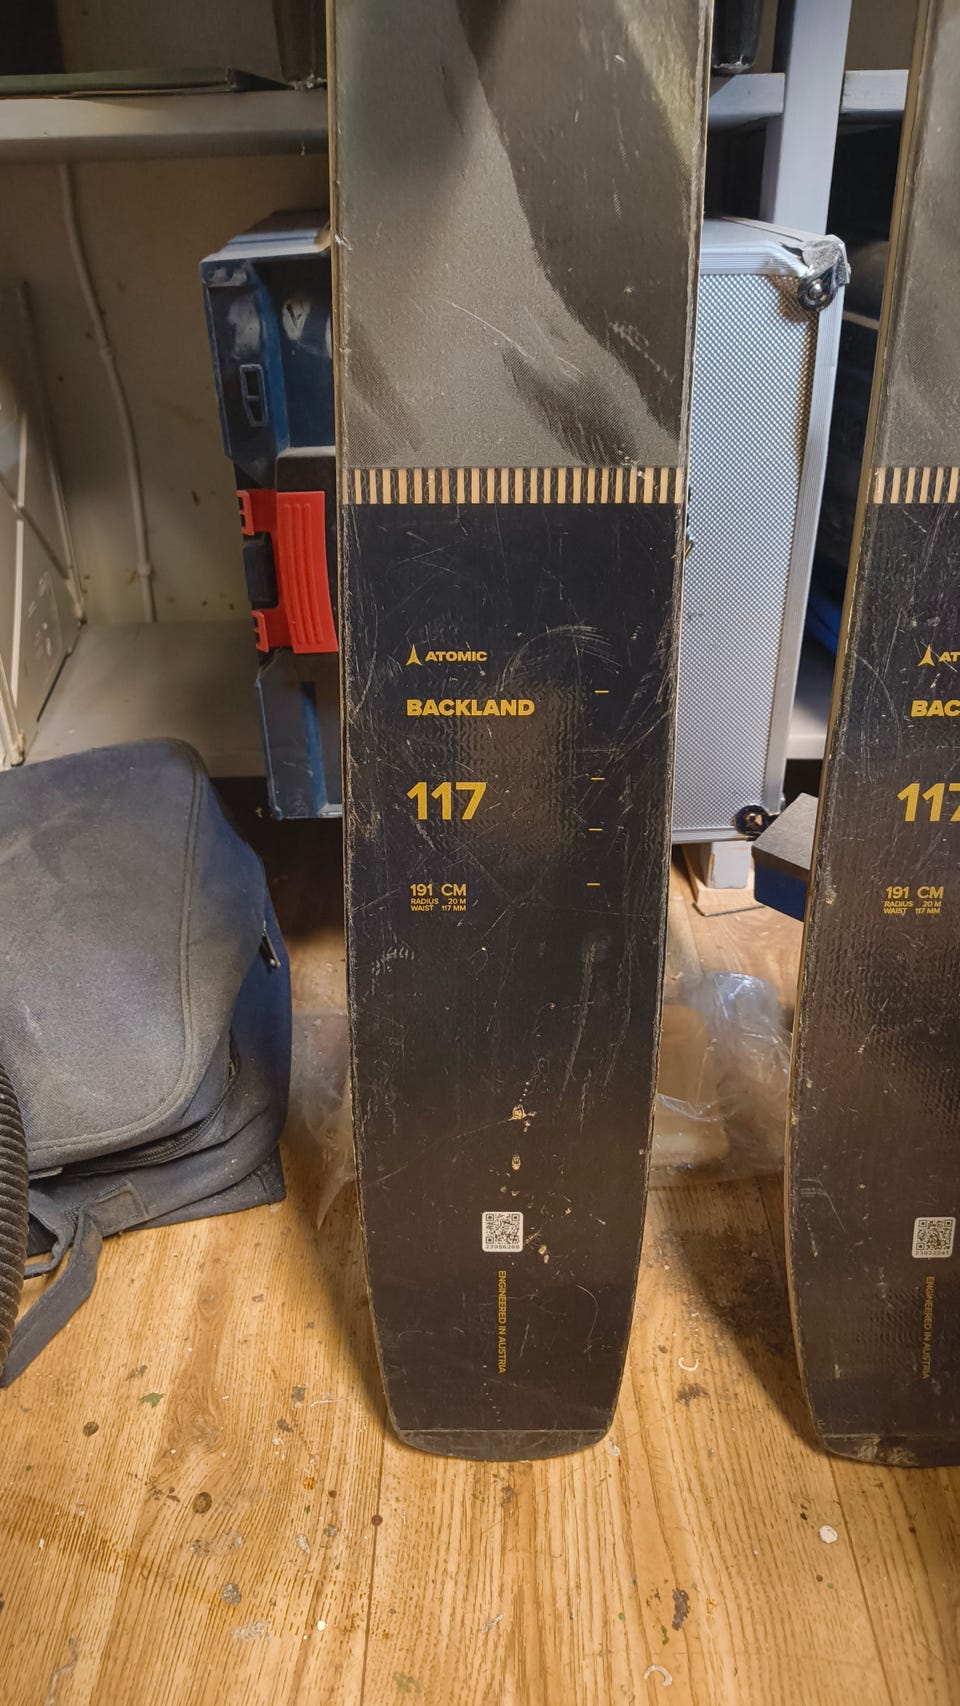 ATOMIC
BACKLAND
117
191 CM
RADIUS 20 M
WAIST 117 MM
ENGINEERED IN AUSTRIA
AT
BAC
117
191 CM
RADIUS 20 M
WAIST 117 MM
ENGINEERED IN AUSTRIA